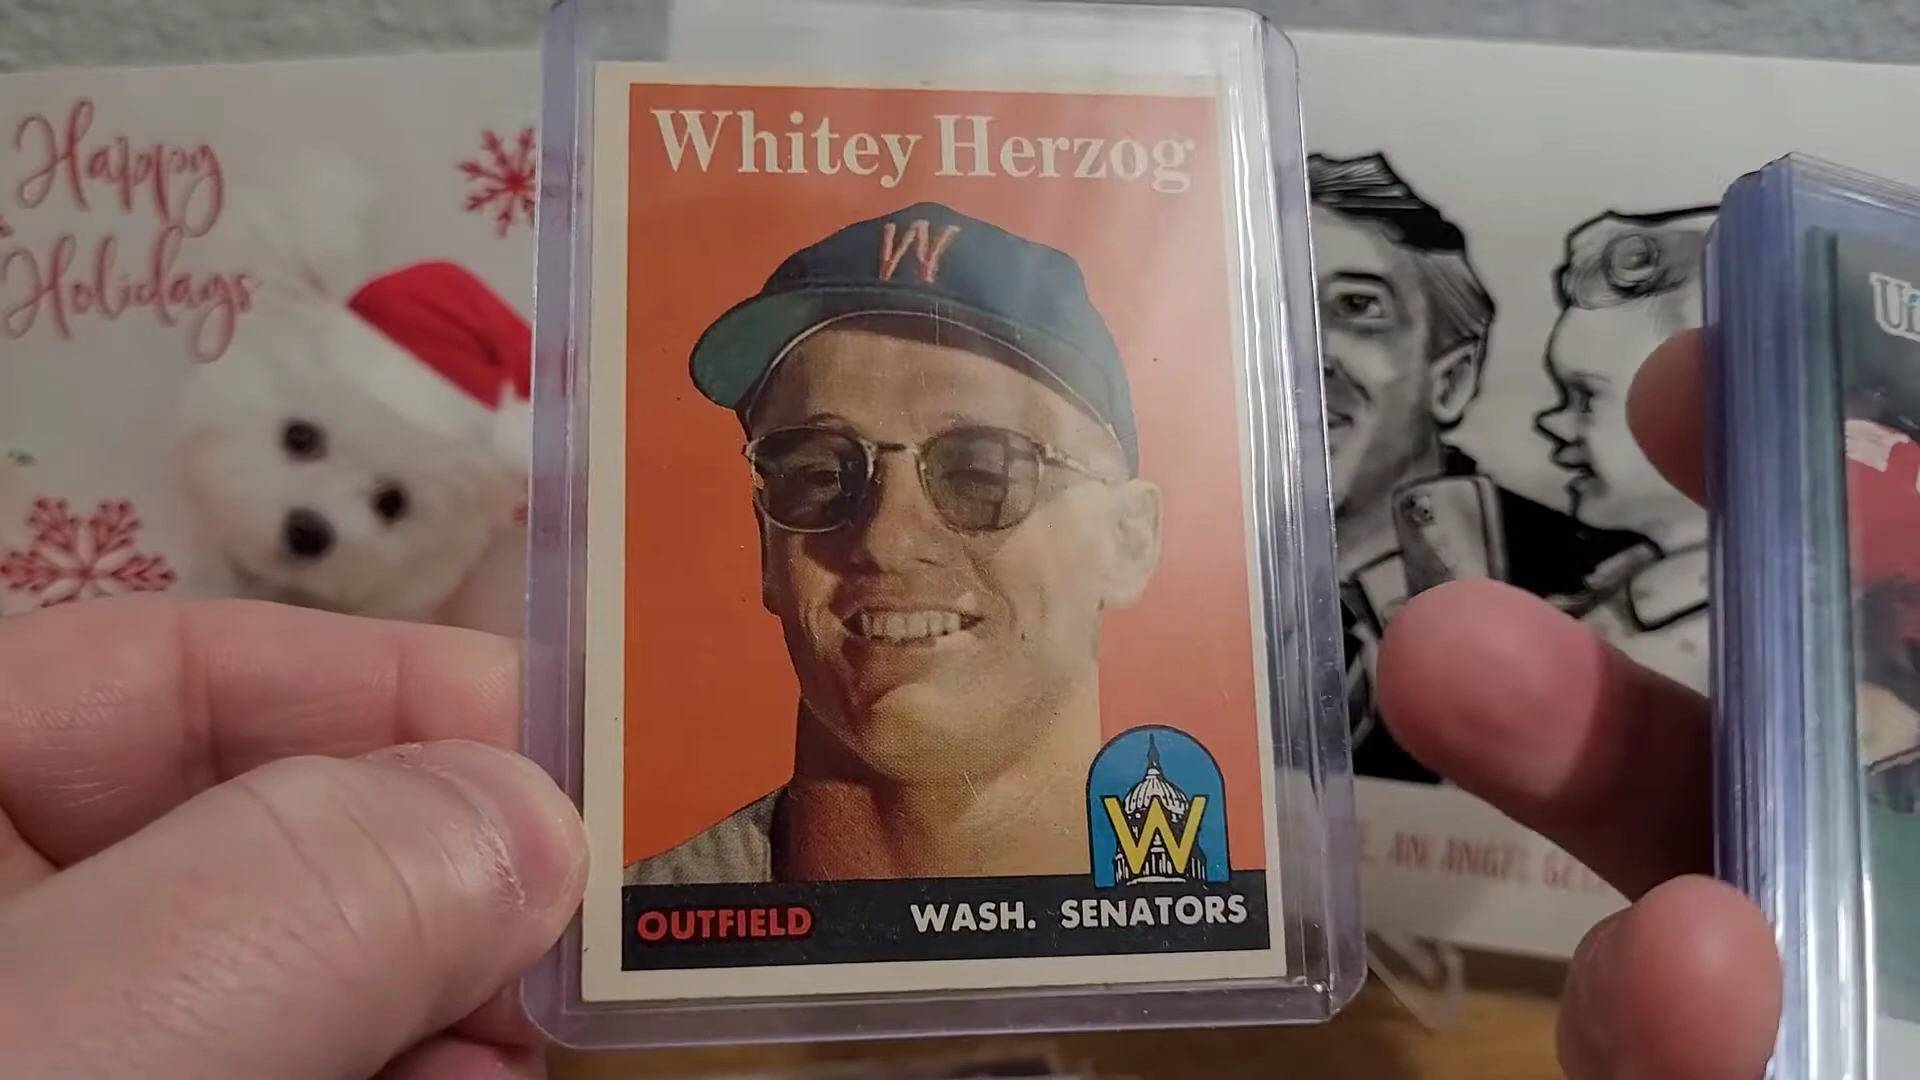 Happy
Holidays
Whitey Herzog
W
W
OUTFIELD
WASH. SENATORS
AN ANGEL